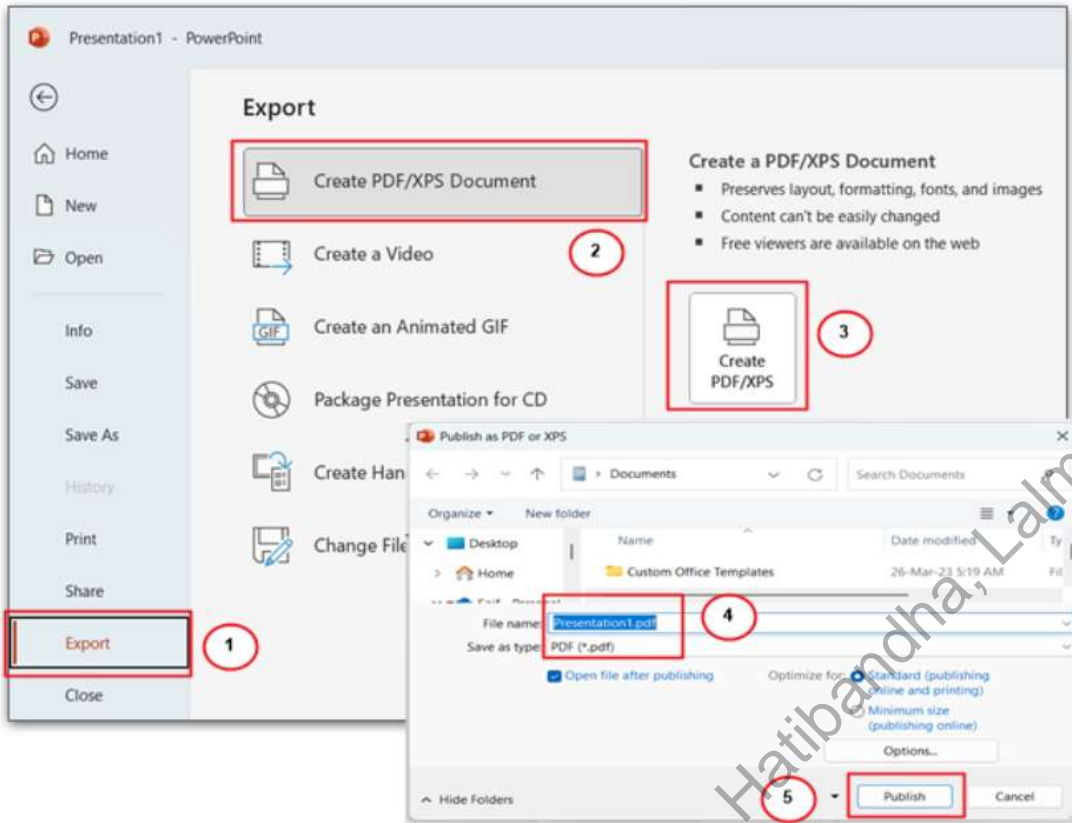 Presentation1 - PowerPoint
Home
New
Open
Info
Save
Save As
History
Print
Share
Export
Close
1
Export
Create PDF/XPS Document
2
Create a Video
Create an Animated GIF
GIF
Package Presentation for CD
Create Han
Change File
Create a PDF/XPS Document
Preserves layout, formatting, fonts, and images
Content can't be easily changed
Free viewers are available on the web
Create
PDF/XPS
3
Publish as PDF or XPS
Documents
Search Documents
Organize
New folder
Name
Date modified
Ty
Desktop
Home
Custom Office Templates
26-Mar-23 5:19 AM
Fil
File name: Presentation1.pdf
Save as type: PDF (*.pdf)
4
Open file after publishing
Optimize for:
Standard (publishing
online and printing)
Minimum size
(publishing online)
Options...
Hide Folders
5
Publish
Cancel
Hatibandha, Lalm